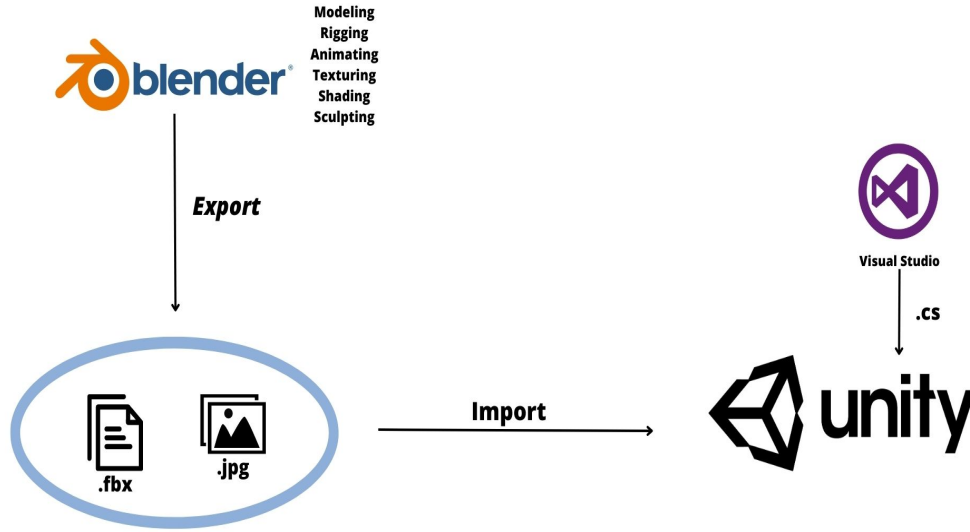 Modeling
Rigging
Animating
Texturing
Shading
Sculpting
blender®
Export
Visual Studio
.cs
.fbx
.jpg
Import
unity